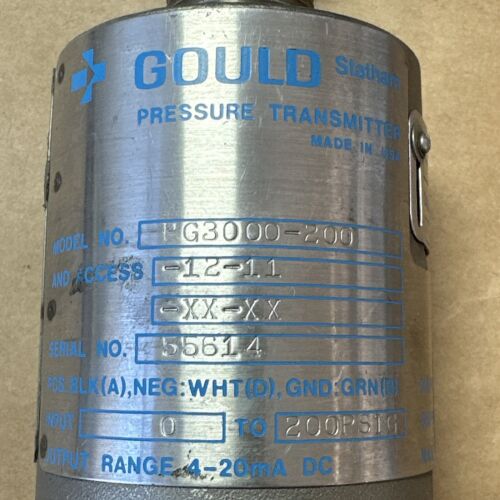 GOULD Statham
PRESSURE TRANSMITTER
MADE IN USA
MODEL NO. PG3000-200
AND ACCESS -12-11
-XX-XX
SERIAL NO. 55614
POS:BLK(A),NEG:WHT(D),GND:GRN(B)
INPUT 0 TO 200PSIG
OUTPUT RANGE 4-20mA DC